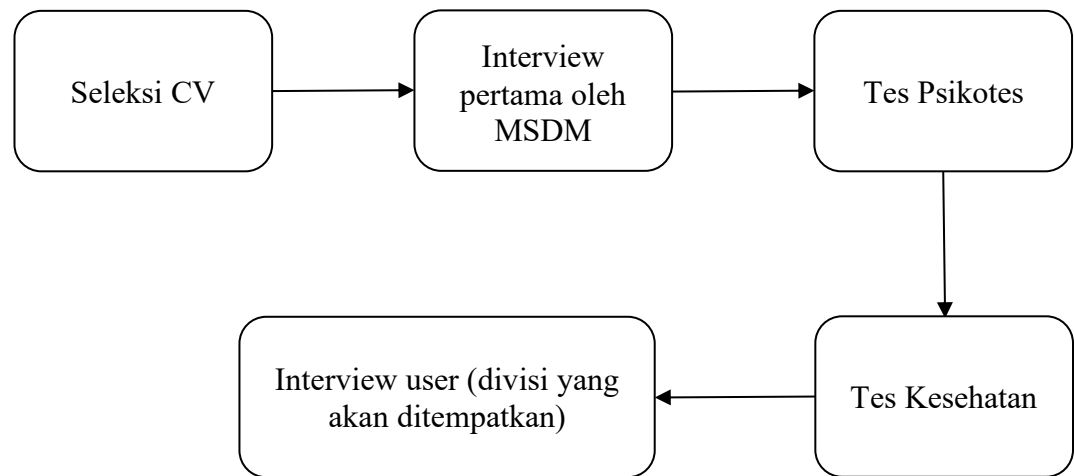 Seleksi CV
Interview
pertama oleh
MSDM
Tes Psikotes
Tes Kesehatan
Interview user (divisi yang
akan ditempatkan)